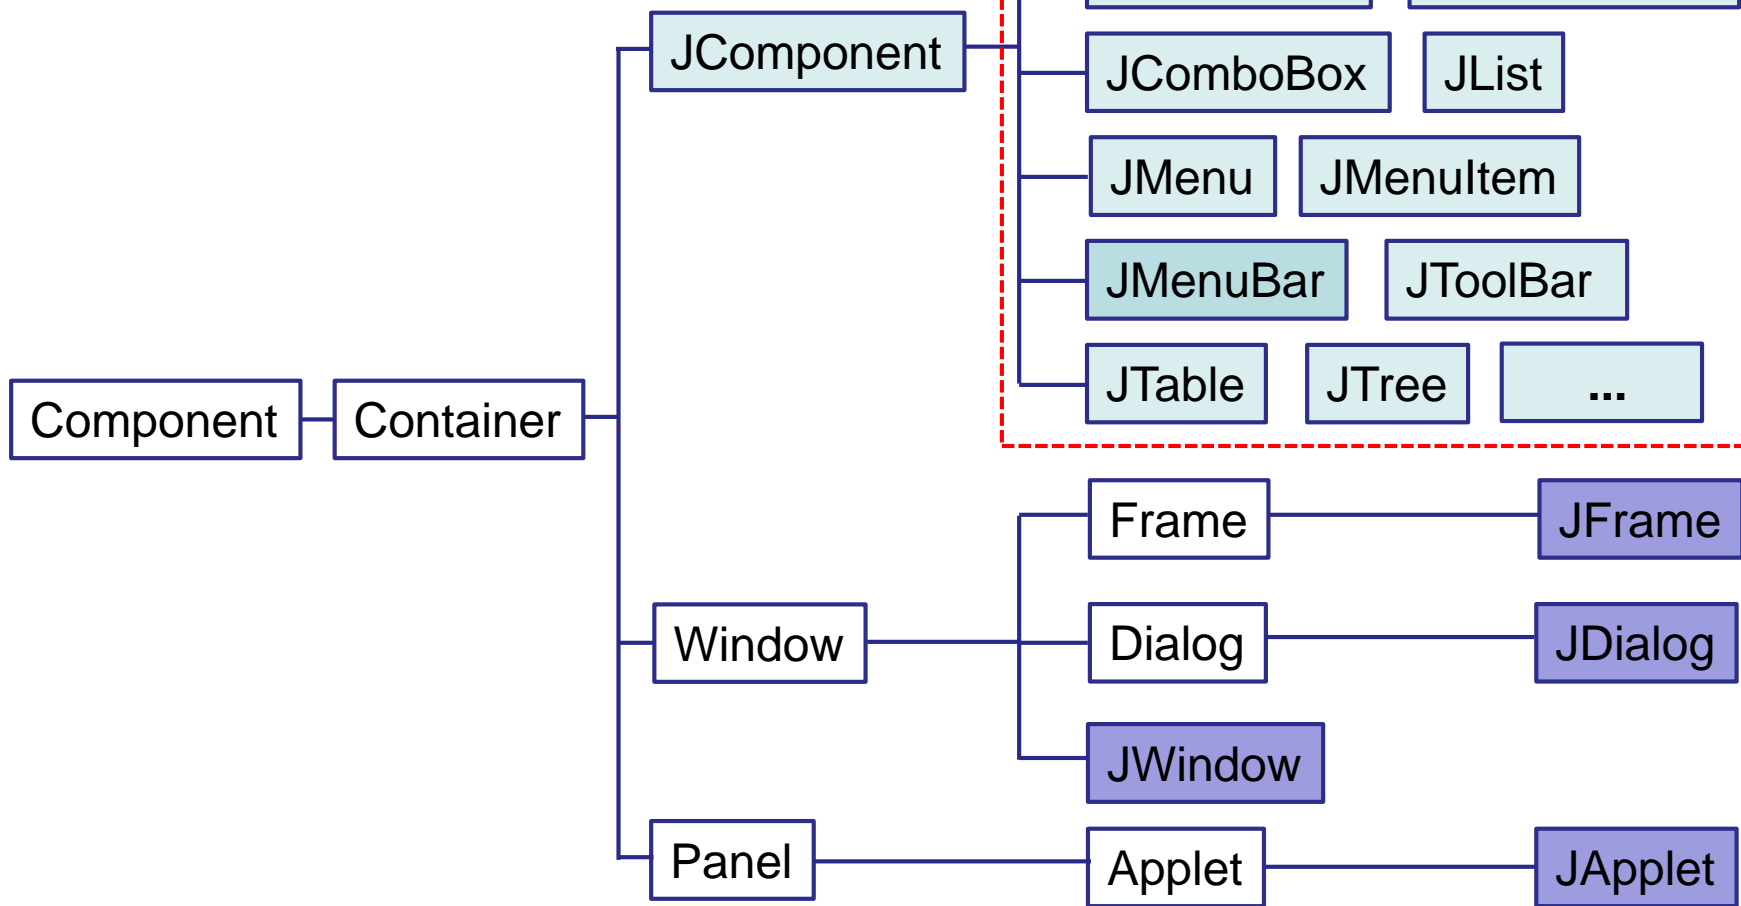 JComponent
JComboBox JList
JMenu JMenuItem
JMenuBar JToolBar
JTable JTree ...
Component Container
Frame JFrame
Window Dialog JDialog
JWindow
Panel Applet JApplet